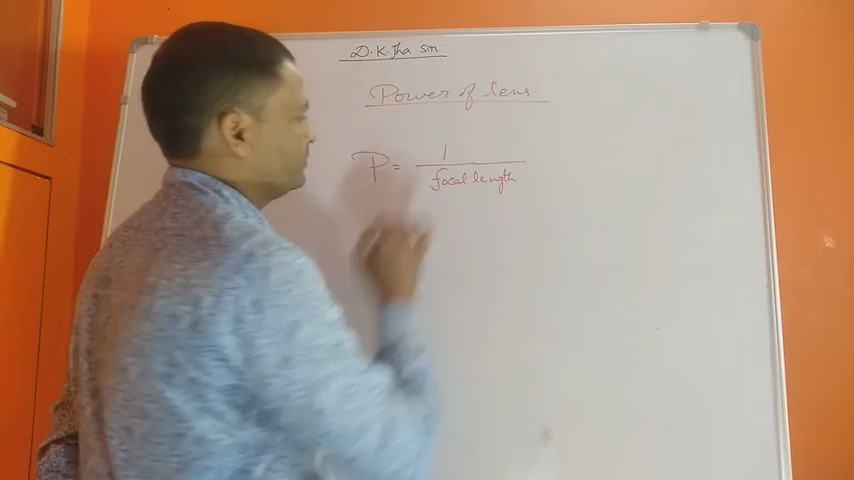 D.K.Jha sir
Power of lens
P = 1
focal length